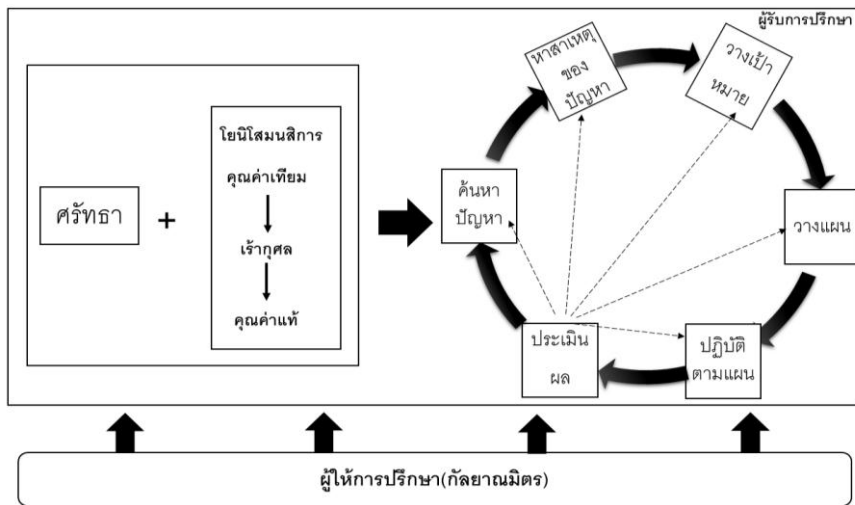 ผู้รับการปรึกษา
ศรัทธา
+
โยนิโสมนสิการ
คุณค่าเทียม
เร้ากุศล
คุณค่าแท้
ค้นหา
ปัญหา
หาสาเหตุ
ของ
ปัญหา
วางเป้า
หมาย
วางแผน
ปฏิบัติ
ตามแผน
ประเมิน
ผล
ผู้ให้การปรึกษา(กัลยาณมิตร)